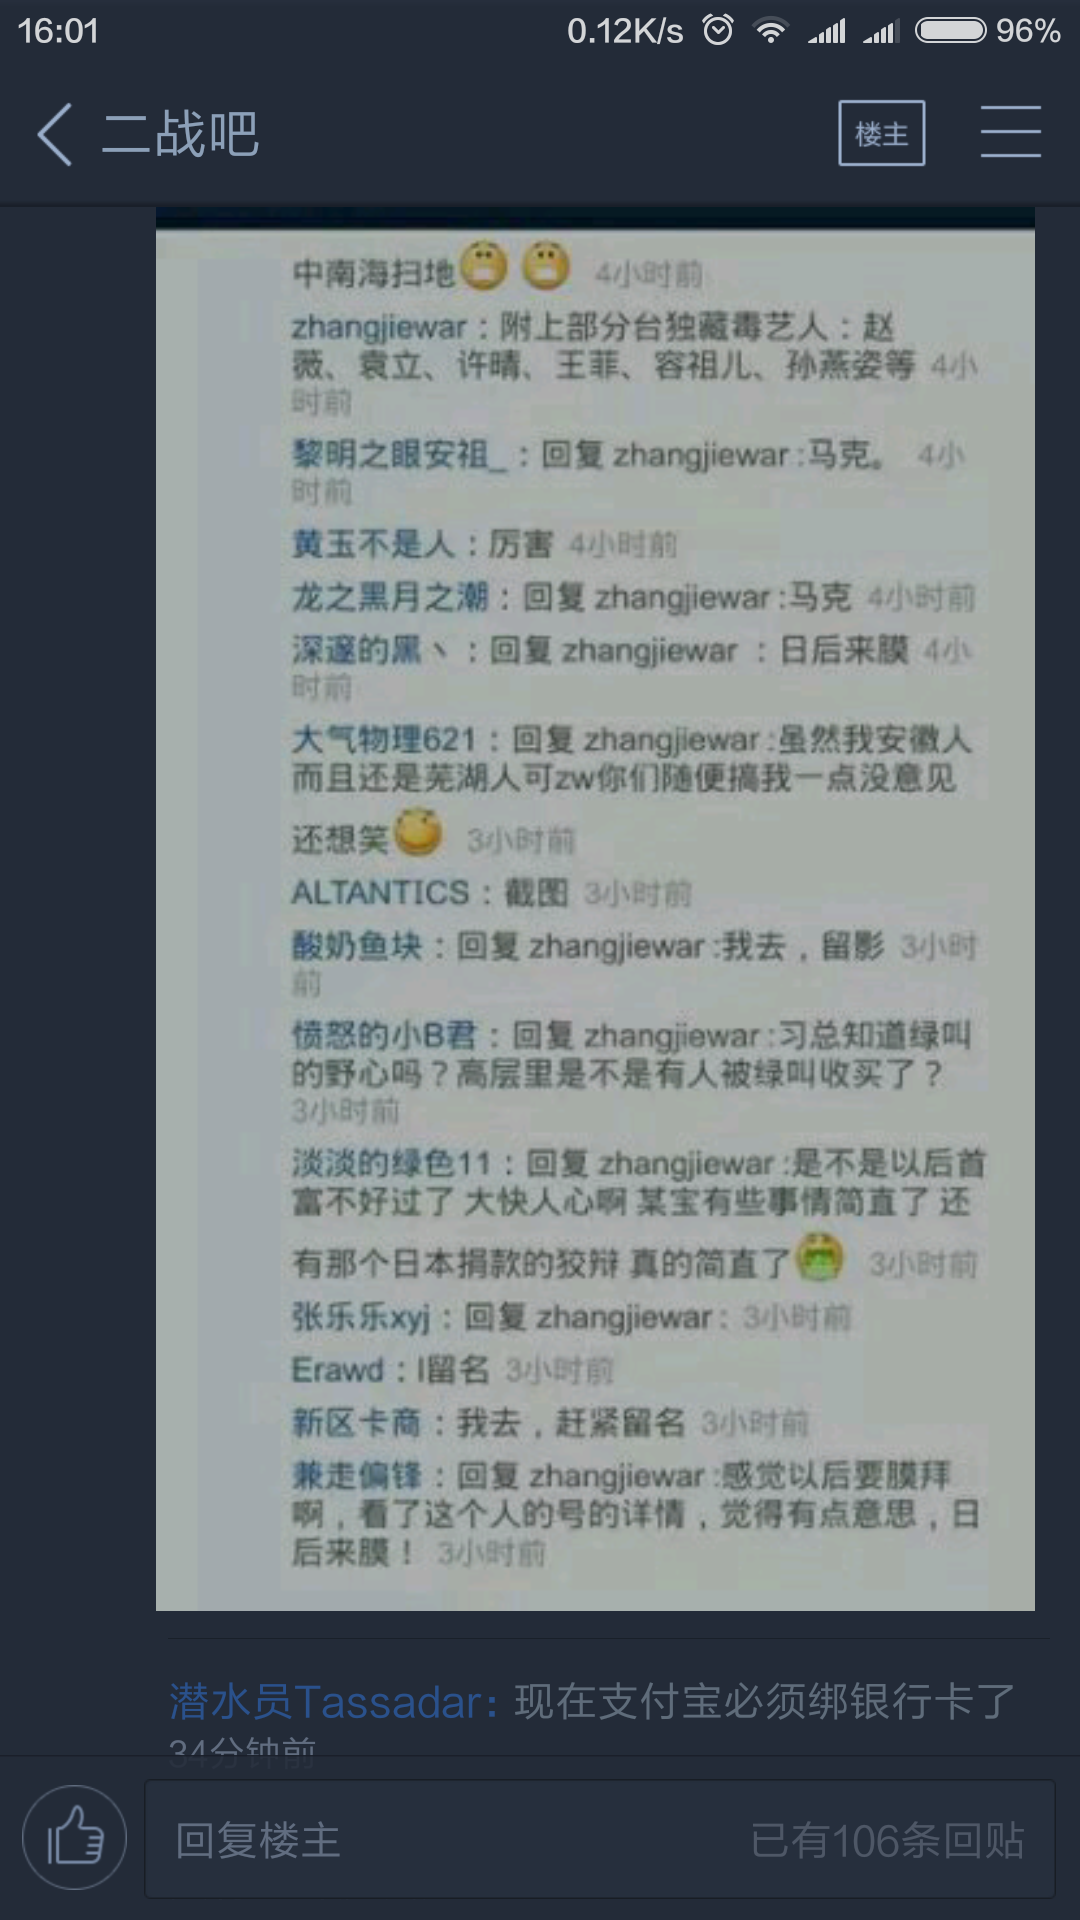 16:01
0.12K/s
96%
二战吧
楼主
中南海扫地 4小时前
zhangjiewar：附上部分台独藏毒艺人：赵
薇、袁立、许晴、王菲、容祖儿、孙燕姿等 4小
时前
黎明之眼安祖_：回复 zhangjiewar :马克。 4小
时前
黄玉不是人：厉害 4小时前
龙之黑月之潮：回复 zhangjiewar :马克 4小时前
深邃的黑丶：回复 zhangjiewar ：日后来膜 4小
时前
大气物理621：回复 zhangjiewar :虽然我安徽人
而且还是芜湖人可zw你们随便搞我一点没意见
还想笑 3小时前
ALTANTICS：截图 3小时前
酸奶鱼块：回复 zhangjiewar :我去，留影 3小时
前
愤怒的小B君：回复 zhangjiewar :习总知道绿叫
的野心吗？高层里是不是有人被绿叫收买了？
3小时前
淡淡的绿色11：回复 zhangjiewar :是不是以后首
富不好过了 大快人心啊 某宝有些事情简直了 还
有那个日本捐款的狡辩 真的简直了 3小时前
张乐乐xyj：回复 zhangjiewar : 3小时前
Erawd：l留名 3小时前
新区卡商：我去，赶紧留名 3小时前
兼走偏锋：回复 zhangjiewar :感觉以后要膜拜
啊，看了这个人的号的详情，觉得有点意思，日
后来膜！ 3小时前
潜水员Tassadar: 现在支付宝必须绑银行卡了
34分钟前
回复楼主
已有106条回贴